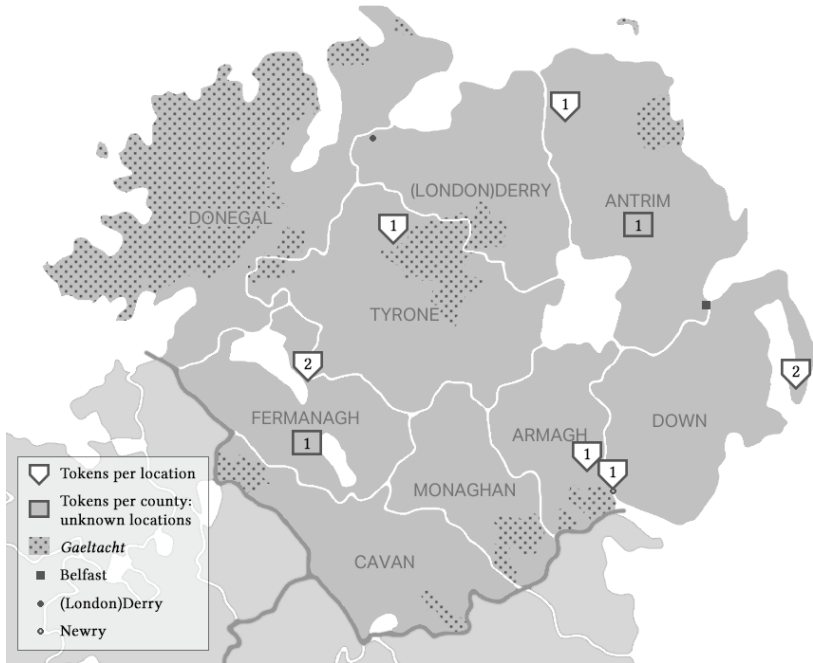 1
(LONDON)DERRY
ANTRIM
1
DONEGAL
1
TYRONE
2
2
FERMANAGH
1
ARMAGH
DOWN
1
1
MONAGHAN
CAVAN
Tokens per location
Tokens per county:
unknown locations
Gaeltacht
Belfast
(London)Derry
Newry